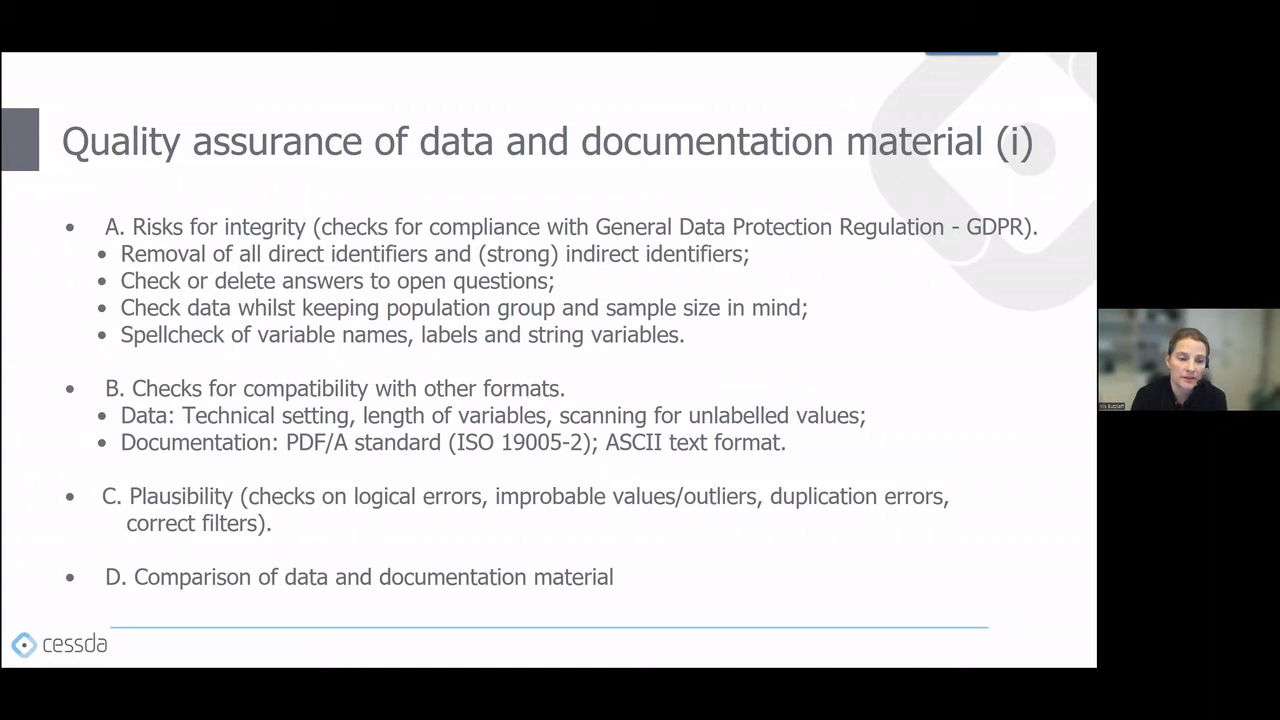 Quality assurance of data and documentation material (i)
• A. Risks for integrity (checks for compliance with General Data Protection Regulation - GDPR).
• Removal of all direct identifiers and (strong) indirect identifiers;
• Check or delete answers to open questions;
• Check data whilst keeping population group and sample size in mind;
• Spellcheck of variable names, labels and string variables.
• B. Checks for compatibility with other formats.
• Data: Technical setting, length of variables, scanning for unlabelled values;
• Documentation: PDF/A standard (ISO 19005-2); ASCII text format.
• C. Plausibility (checks on logical errors, improbable values/outliers, duplication errors,
correct filters).
• D. Comparison of data and documentation material
cessda